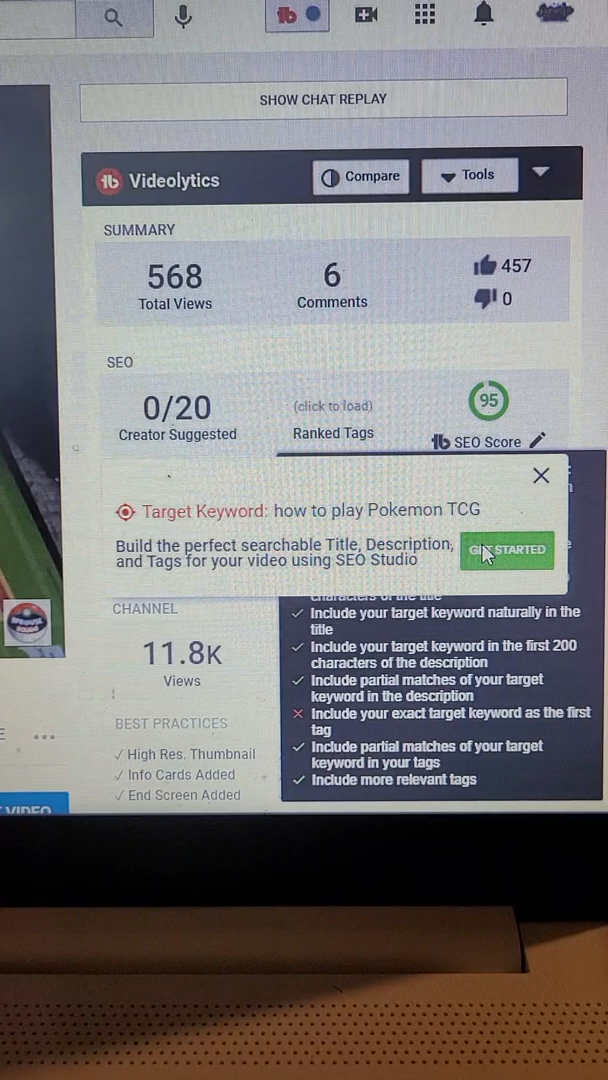 SHOW CHAT REPLAY
Videolytics
Compare
Tools
SUMMARY
568
Total Views
6
Comments
457
0
SEO
0/20
Creator Suggested
(click to load)
Ranked Tags
95
SEO Score
Target Keyword: how to play Pokemon TCG
Build the perfect searchable Title, Description,
and Tags for your video using SEO Studio
GET STARTED
characters of the title
Include your target keyword naturally in the
title
Include your target keyword in the first 200
characters of the description
Include partial matches of your target
keyword in the description
Include your exact target keyword as the first
tag
Include partial matches of your target
keyword in your tags
Include more relevant tags
CHANNEL
11.8K
Views
BEST PRACTICES
High Res. Thumbnail
Info Cards Added
End Screen Added
VIDEO